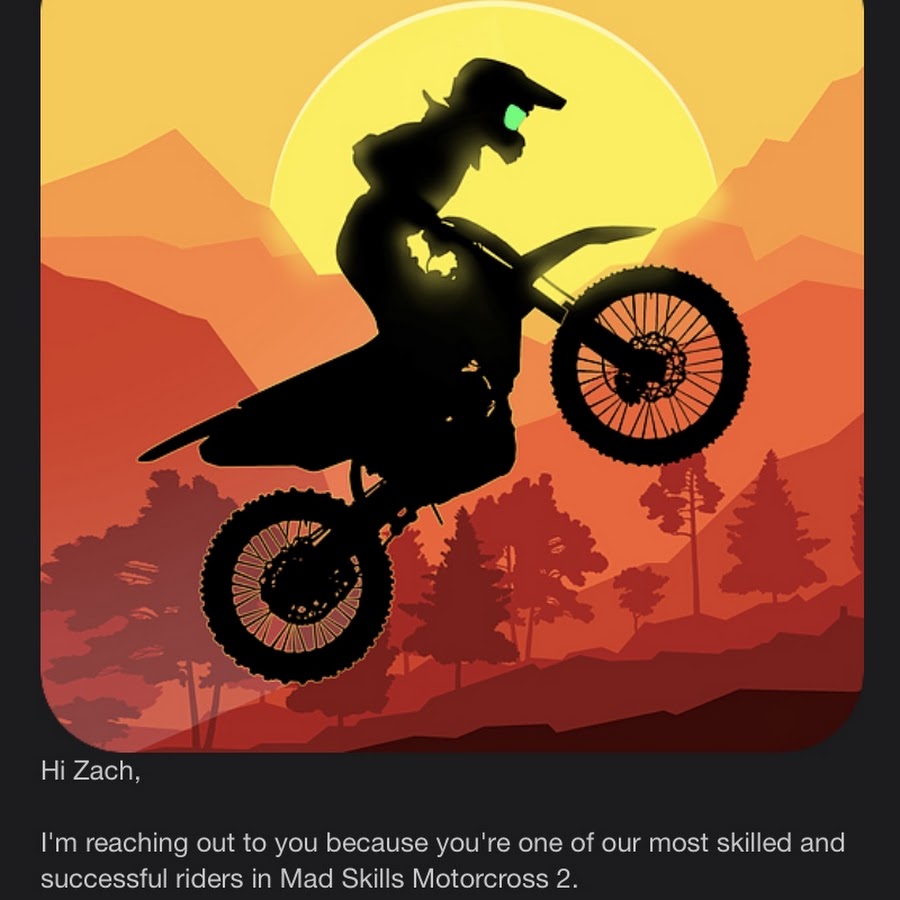 Hi Zach,
I'm reaching out to you because you're one of our most skilled and
successful riders in Mad Skills Motorcross 2.